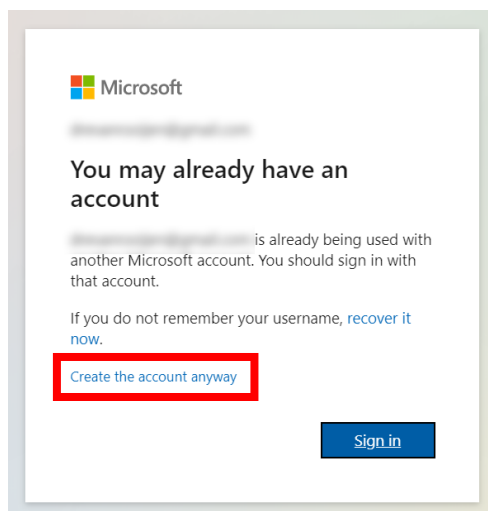 Microsoft
You may already have an
account
is already being used with
another Microsoft account. You should sign in with
that account.
If you do not remember your username, recover it
now.
Create the account anyway
Sign in